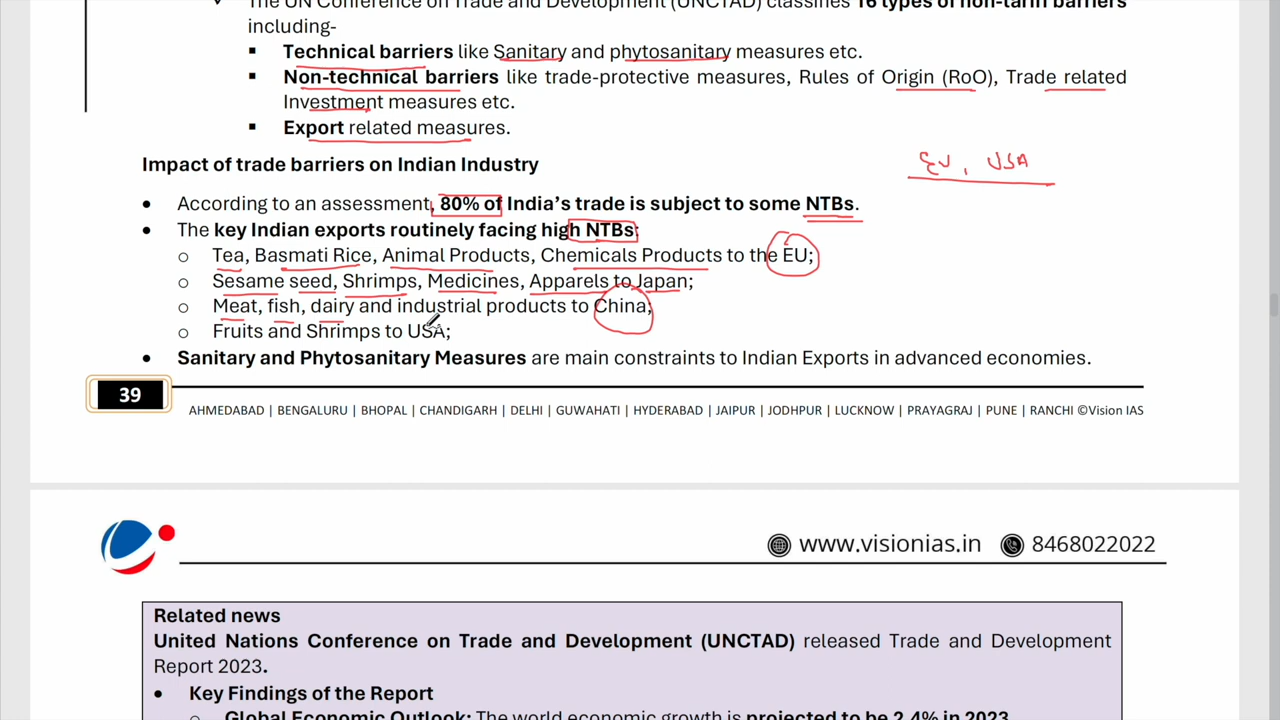 The UN Conference on Trade and Development (UNCTAD) classifies 16 types of non-tariff barriers
including-
▪ Technical barriers like Sanitary and phytosanitary measures etc.
▪ Non-technical barriers like trade-protective measures, Rules of Origin (RoO), Trade related
Investment measures etc.
▪ Export related measures.
Impact of trade barriers on Indian Industry
EU, USA
• According to an assessment, 80% of India’s trade is subject to some NTBs.
• The key Indian exports routinely facing high NTBs:
o Tea, Basmati Rice, Animal Products, Chemicals Products to the EU;
o Sesame seed, Shrimps, Medicines, Apparels to Japan;
o Meat, fish, dairy and industrial products to China;
o Fruits and Shrimps to USA;
• Sanitary and Phytosanitary Measures are main constraints to Indian Exports in advanced economies.
39
AHMEDABAD | BENGALURU | BHOPAL | CHANDIGARH | DELHI | GUWAHATI | HYDERABAD | JAIPUR | JODHPUR | LUCKNOW | PRAYAGRAJ | PUNE | RANCHI ©Vision IAS
www.visionias.in 8468022022
Related news
United Nations Conference on Trade and Development (UNCTAD) released Trade and Development
Report 2023.
• Key Findings of the Report
o Global Economic Outlook: The world economic growth is projected to be 2.4% in 2023